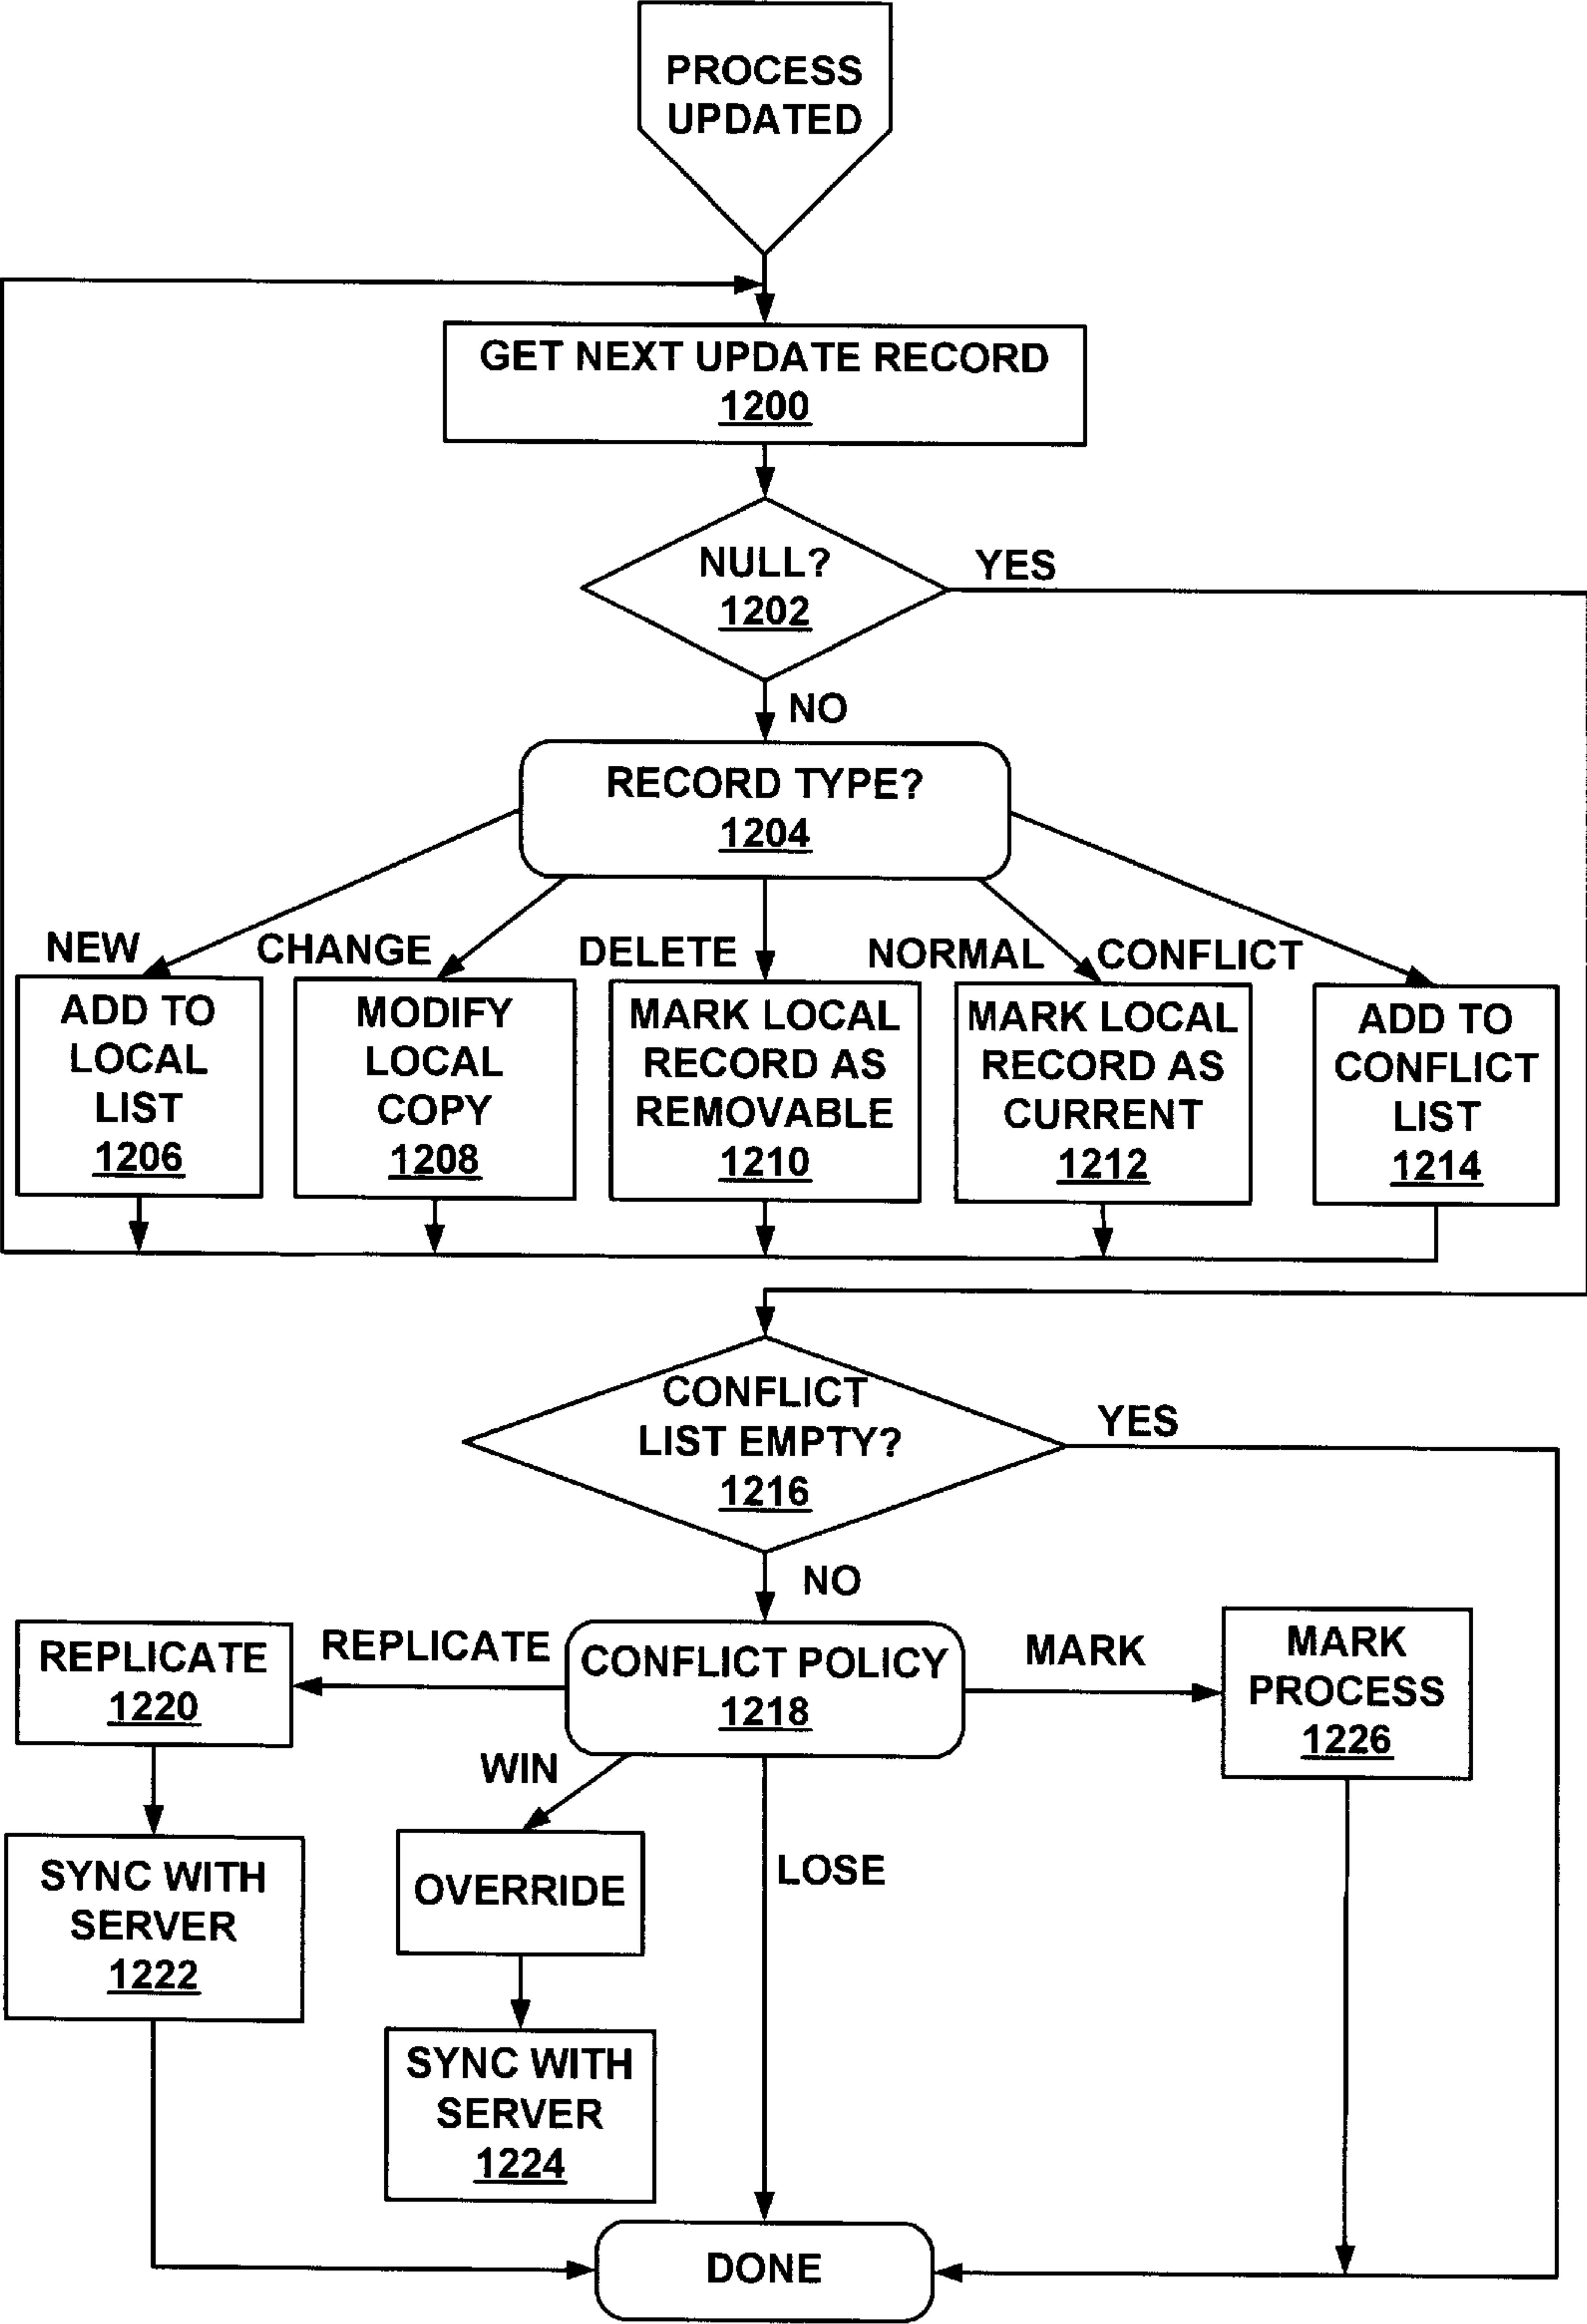 PROCESS
UPDATED
GET NEXT UPDATE RECORD
1200
NULL?
1202
YES
NO
RECORD TYPE?
1204
NEW
CHANGE
DELETE
NORMAL
CONFLICT
ADD TO
LOCAL
LIST
1206
MODIFY
LOCAL
COPY
1208
MARK LOCAL
RECORD AS
REMOVABLE
1210
MARK LOCAL
RECORD AS
CURRENT
1212
ADD TO
CONFLICT
LIST
1214
CONFLICT
LIST EMPTY?
1216
YES
NO
REPLICATE
1220
REPLICATE
CONFLICT POLICY
1218
MARK
MARK
PROCESS
1226
WIN
LOSE
SYNC WITH
SERVER
1222
OVERRIDE
SYNC WITH
SERVER
1224
DONE